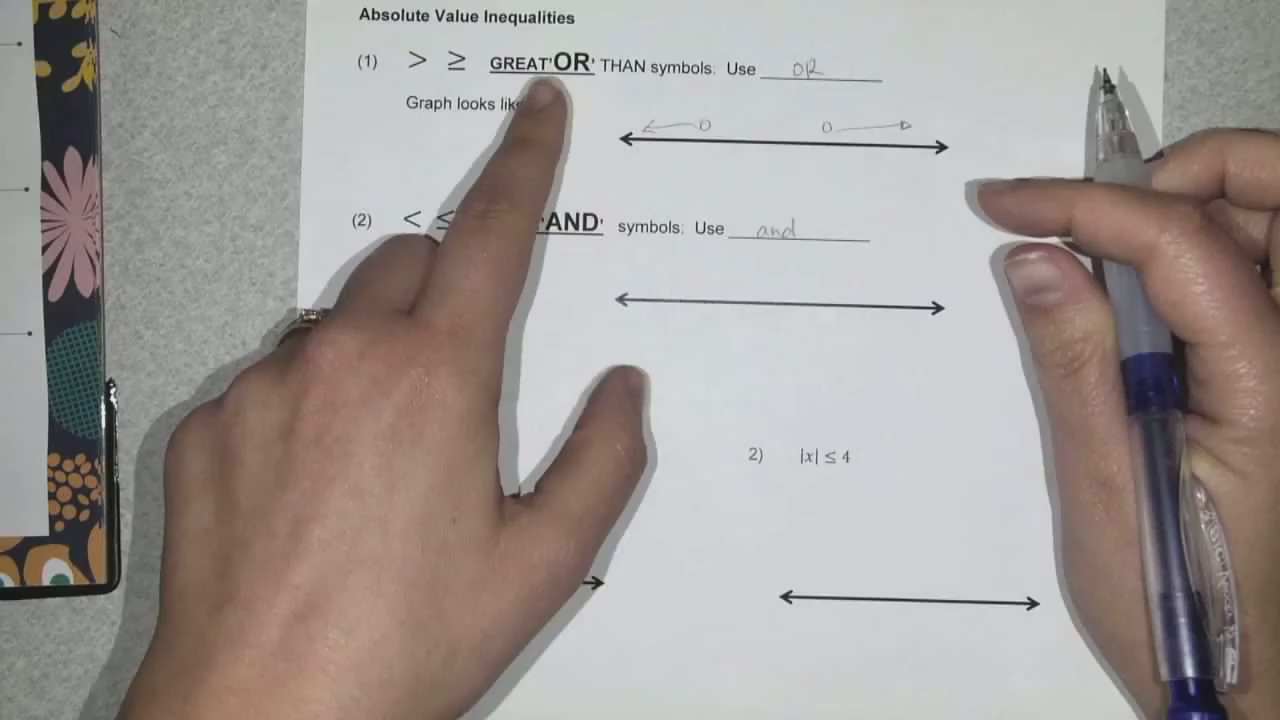 Absolute Value Inequalities
(1) > ≥ GREAT'OR' THAN symbols. Use OR
Graph looks
(2) < 'AND' symbols. Use and
2) |x| ≤ 4